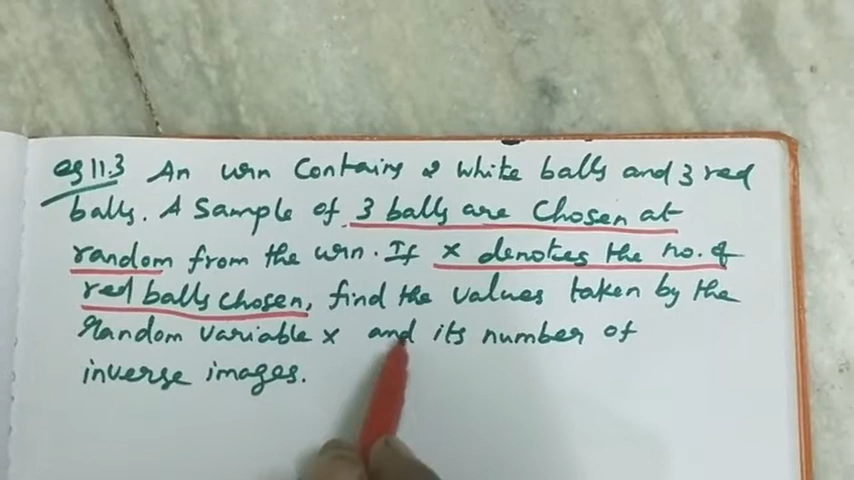 eg 11.3 An urn contains 2 white balls and 3 red
balls. A sample of 3 balls are chosen at
random from the urn. If x denotes the no. of
red balls chosen, find the values taken by the
random variable x and its number of
inverse images.